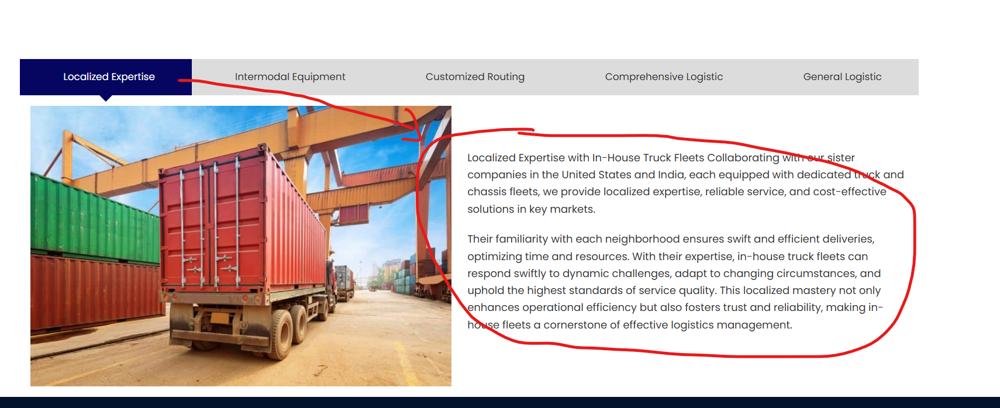 Localized Expertise
Intermodal Equipment
Customized Routing
Comprehensive Logistic
General Logistic
Localized Expertise with In-House Truck Fleets Collaborating with our sister
companies in the United States and India, each equipped with dedicated truck and
chassis fleets, we provide localized expertise, reliable service, and cost-effective
solutions in key markets.
Their familiarity with each neighborhood ensures swift and efficient deliveries,
optimizing time and resources. With their expertise, in-house truck fleets can
respond swiftly to dynamic challenges, adapt to changing circumstances, and
uphold the highest standards of service quality. This localized mastery not only
enhances operational efficiency but also fosters trust and reliability, making in-
house fleets a cornerstone of effective logistics management.